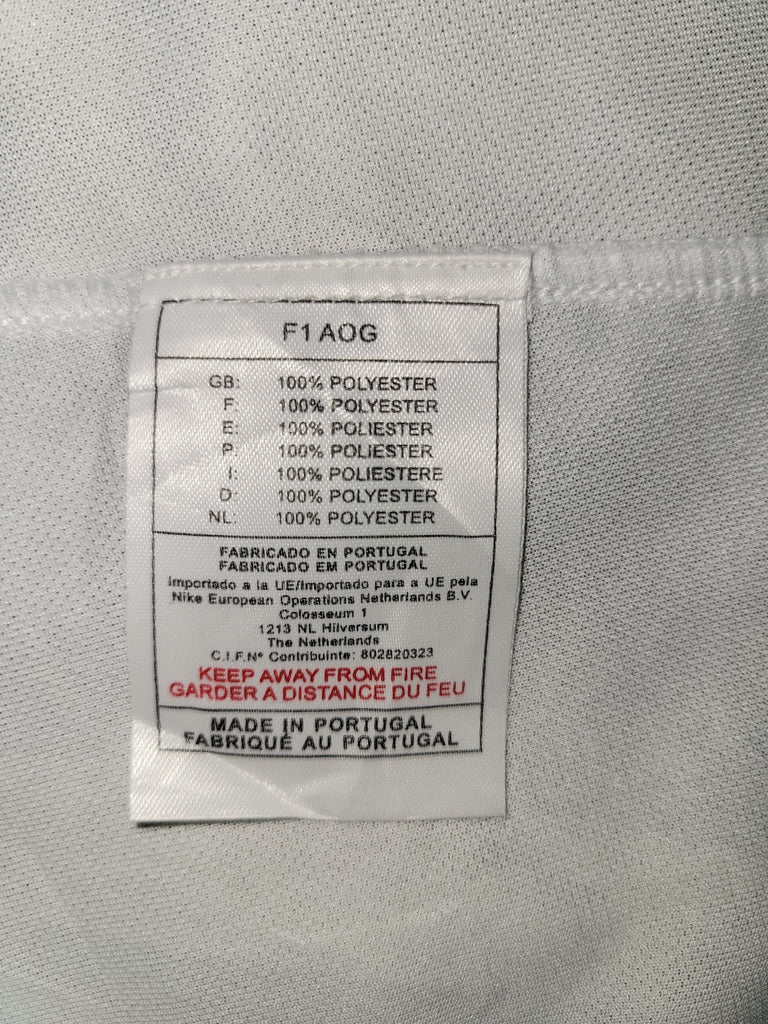 F1 AOG
GB: 100% POLYESTER
F: 100% POLYESTER
E: 100% POLIESTER
P: 100% POLIESTER
I: 100% POLIESTERE
D: 100% POLYESTER
NL: 100% POLYESTER
FABRICADO EN PORTUGAL
FABRICADO EM PORTUGAL
Importado a la UE/Importado para a UE pela
Nike European Operations Netherlands B.V.
Colosseum 1
1213 NL Hilversum
The Netherlands
C.I.F.Nº Contribuinte: 802820323
KEEP AWAY FROM FIRE
GARDER A DISTANCE DU FEU
MADE IN PORTUGAL
FABRIQUÉ AU PORTUGAL